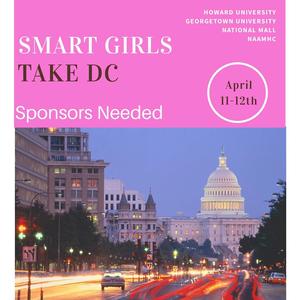 HOWARD UNIVERSITY
GEORGETOWN UNIVERSITY
NATIONAL MALL
NAAMHC
SMART GIRLS
TAKE DC
April
11-12th
Sponsors Needed